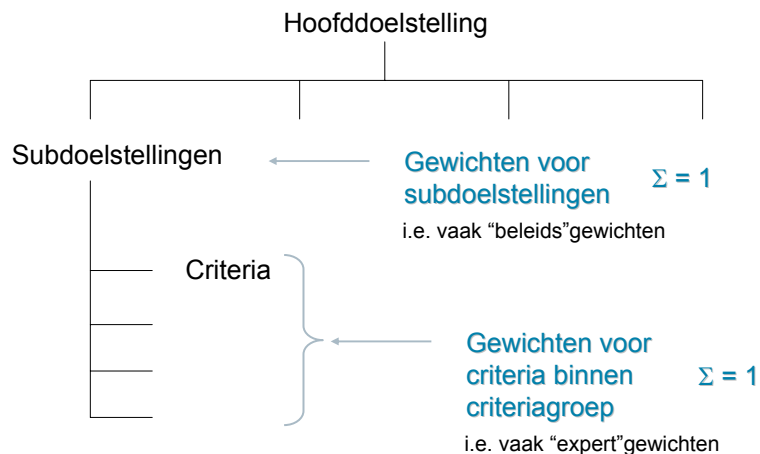 Hoofddoelstelling
Subdoelstellingen
Gewichten voor
subdoelstellingen
Σ = 1
i.e. vaak “beleids”gewichten
Criteria
Gewichten voor
criteria binnen
criteriagroep
Σ = 1
i.e. vaak “expert”gewichten